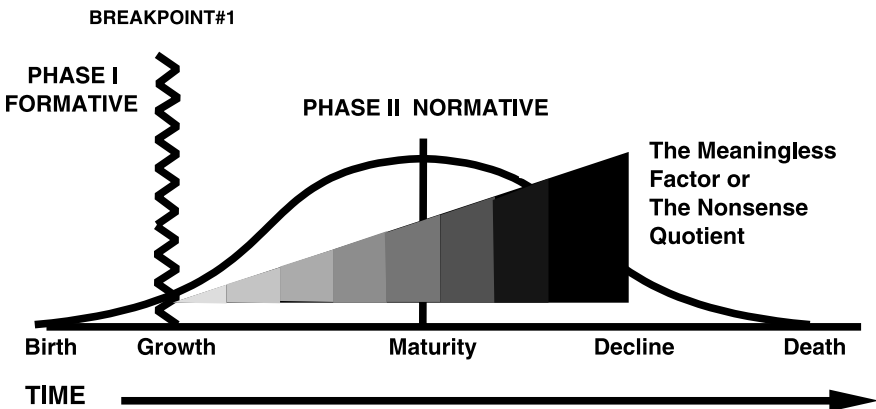 BREAKPOINT#1
PHASE I
FORMATIVE
PHASE II NORMATIVE
The Meaningless
Factor or
The Nonsense
Quotient
Birth
Growth
Maturity
Decline
Death
TIME